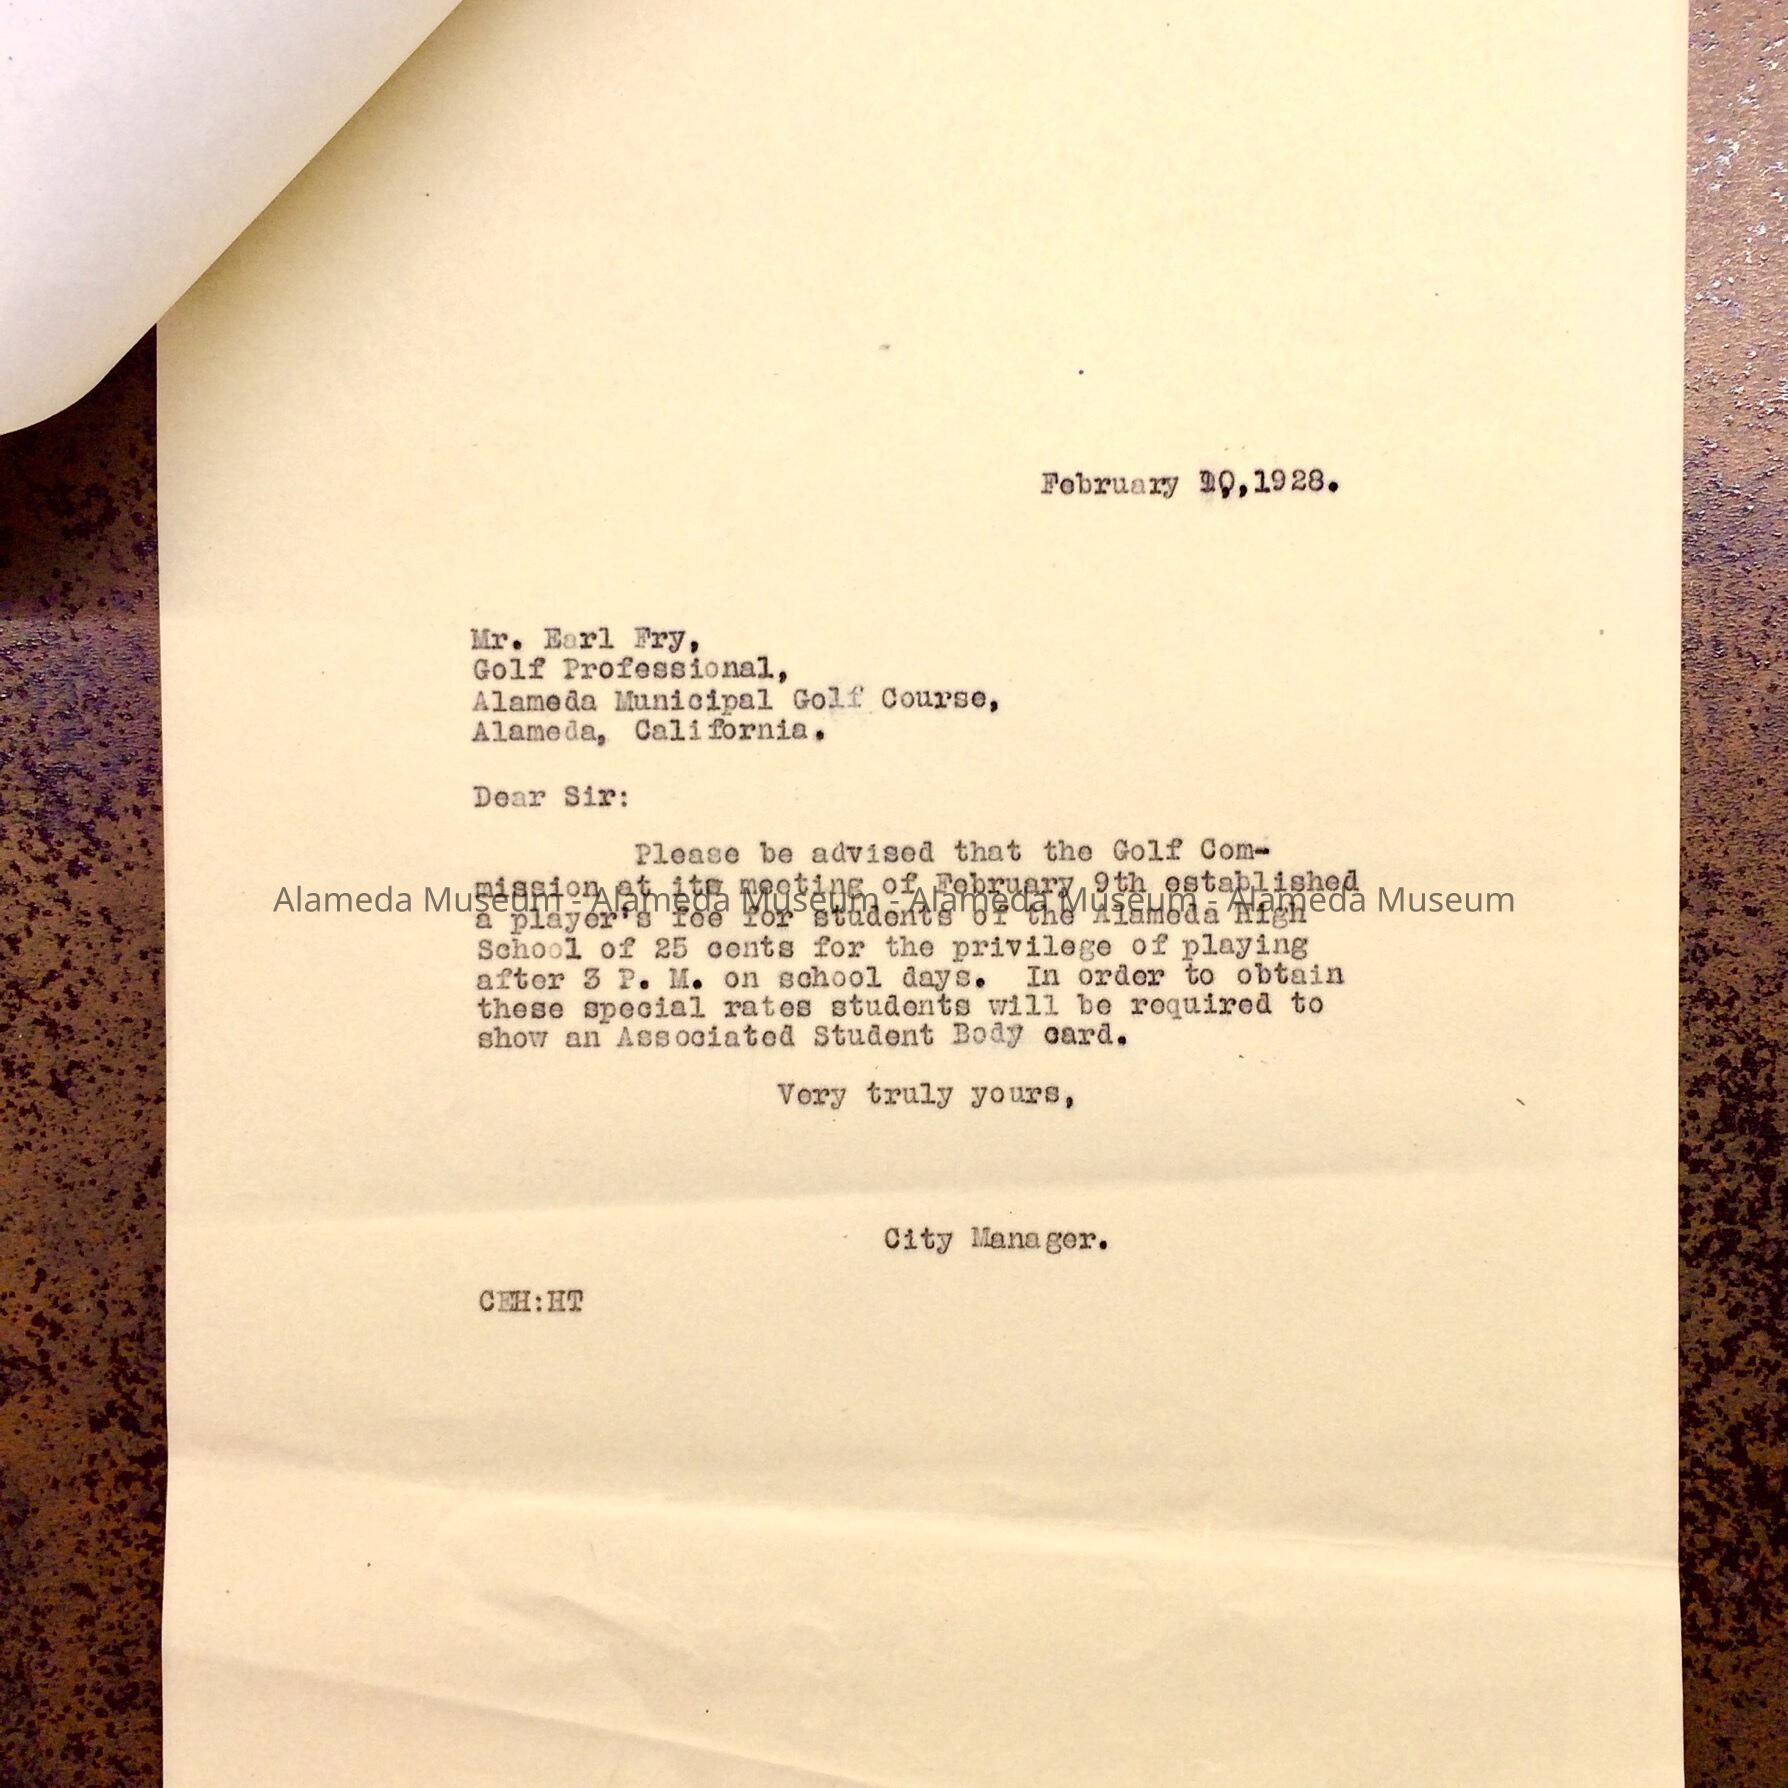 February 10,1928.
Mr. Earl Fry,
Golf Professional,
Alameda Municipal Golf Course,
Alameda, California.
Dear Sir:
Please be advised that the Golf Com-
mission at its meeting of February 9th established
Alameda Museum - Alameda Museum - Alameda Museum - Alameda Museum
a player's fee for students of the Alameda High
School of 25 cents for the privilege of playing
after 3 P. M. on school days. In order to obtain
these special rates students will be required to
show an Associated Student Body card.
Very truly yours,
City Manager.
CEH:HT